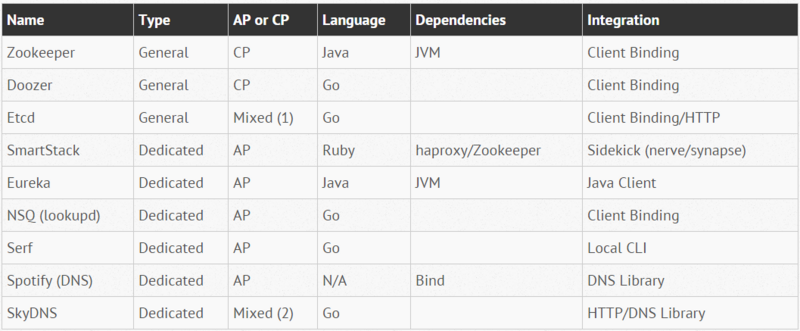 Name Type AP or CP Language Dependencies Integration
Zookeeper General CP Java JVM Client Binding
Doozer General CP Go Client Binding
Etcd General Mixed (1) Go Client Binding/HTTP
SmartStack Dedicated AP Ruby haproxy/Zookeeper Sidekick (nerve/synapse)
Eureka Dedicated AP Java JVM Java Client
NSQ (lookupd) Dedicated AP Go Client Binding
Serf Dedicated AP Go Local CLI
Spotify (DNS) Dedicated AP N/A Bind DNS Library
SkyDNS Dedicated Mixed (2) Go HTTP/DNS Library